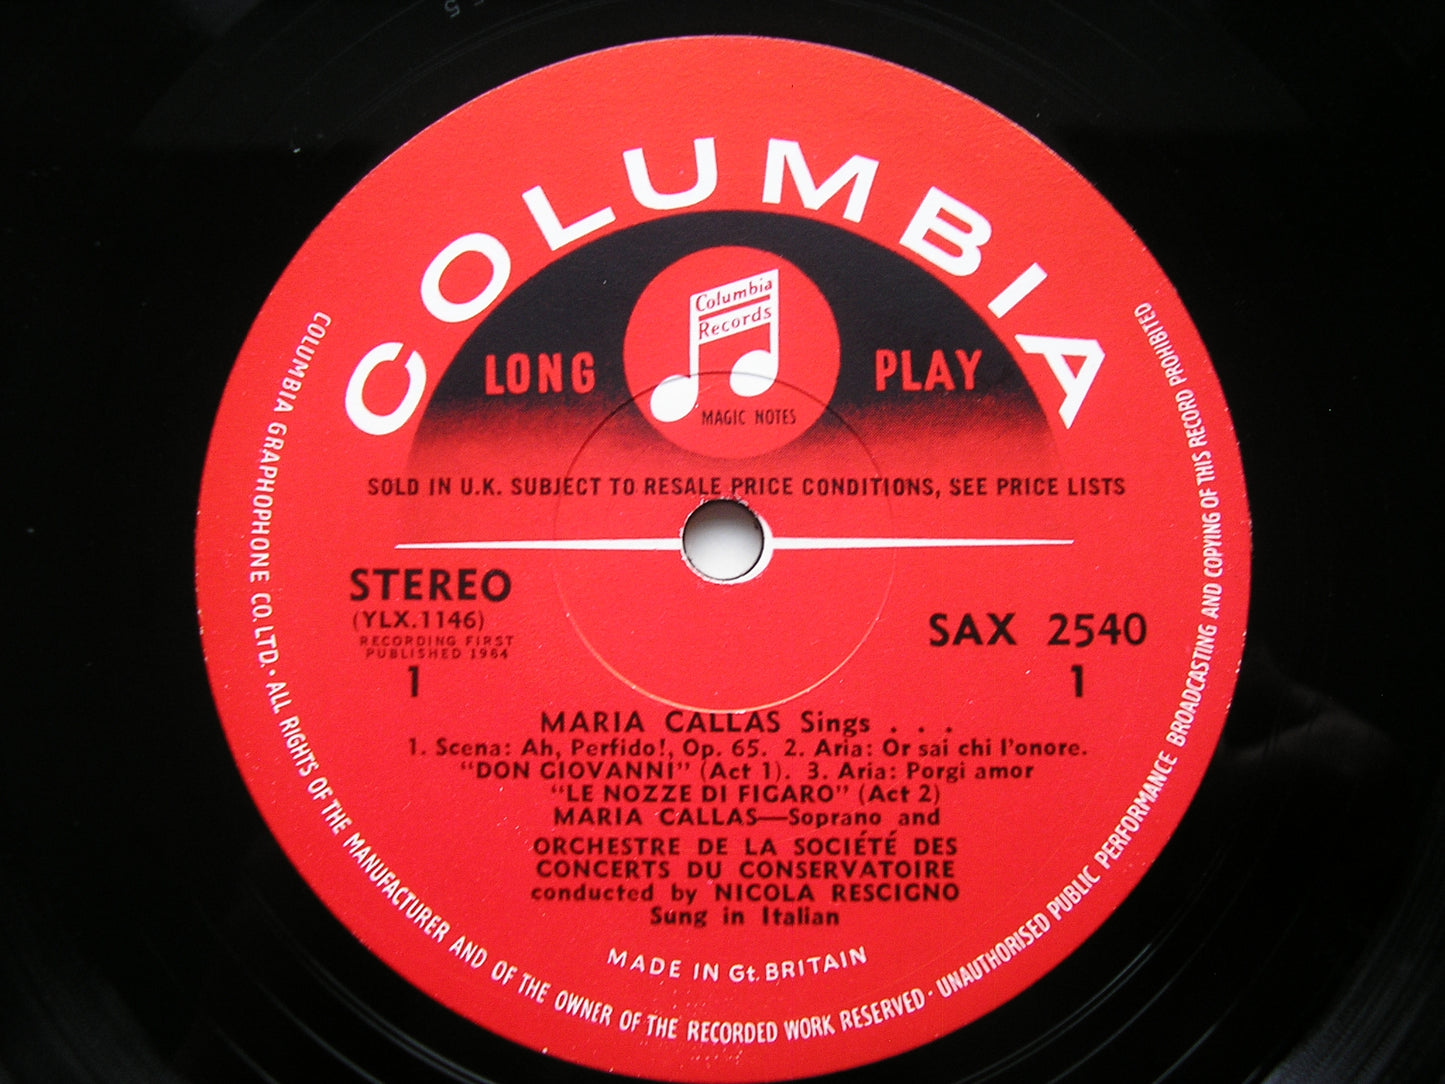 COLUMBIA
Columbia
Records
LONG PLAY
MAGIC NOTES
SOLD IN U.K. SUBJECT TO RESALE PRICE CONDITIONS, SEE PRICE LISTS
STEREO
(YLX.1146)
RECORDING FIRST
PUBLISHED 1964
1
SAX 2540
1
MARIA CALLAS Sings . . .
1. Scena: Ah, Perfido!, Op. 65. 2. Aria: Or sai chi l'onore.
"DON GIOVANNI" (Act 1). 3. Aria: Porgi amor
"LE NOZZE DI FIGARO" (Act 2)
MARIA CALLAS—Soprano and
ORCHESTRE DE LA SOCIÉTÉ DES
CONCERTS DU CONSERVATOIRE
conducted by NICOLA RESCIGNO
Sung in Italian
MADE IN Gt. BRITAIN
COLUMBIA GRAPHOPHONE CO. LTD. · ALL RIGHTS OF THE MANUFACTURER AND OF THE OWNER OF THE RECORDED WORK RESERVED · UNAUTHORISED PUBLIC PERFORMANCE BROADCASTING AND COPYING OF THIS RECORD PROHIBITED